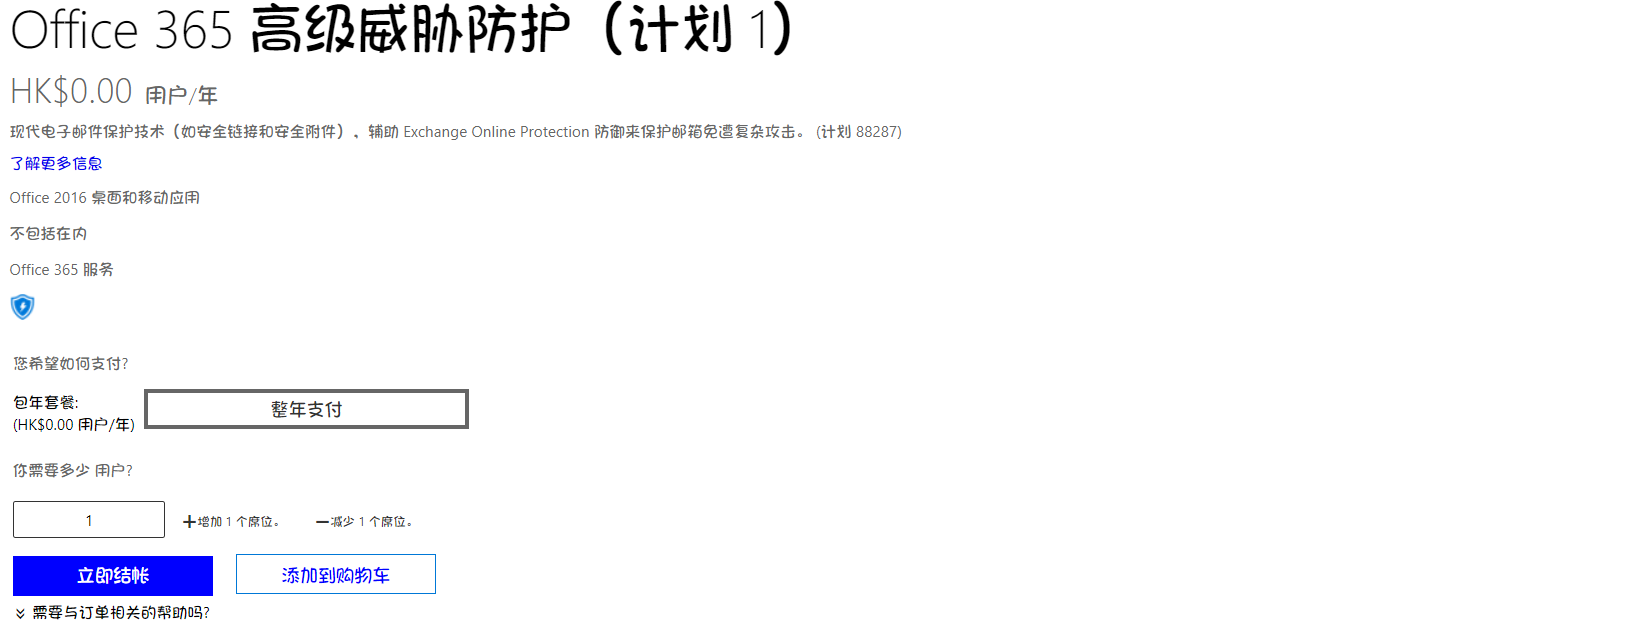 Office 365 高级威胁防护（计划 1）
HK$0.00 用户/年
现代电子邮件保护技术（如安全链接和安全附件），辅助 Exchange Online Protection 防御来保护邮箱免遭复杂攻击。 (计划 88287)
了解更多信息
Office 2016 桌面和移动应用
不包括在内
Office 365 服务
您希望如何支付?
包年套餐:
(HK$0.00 用户/年)
整年支付
你需要多少 用户?
1
+增加 1 个席位。
—减少 1 个席位。
立即结帐
添加到购物车
需要与订单相关的帮助吗?